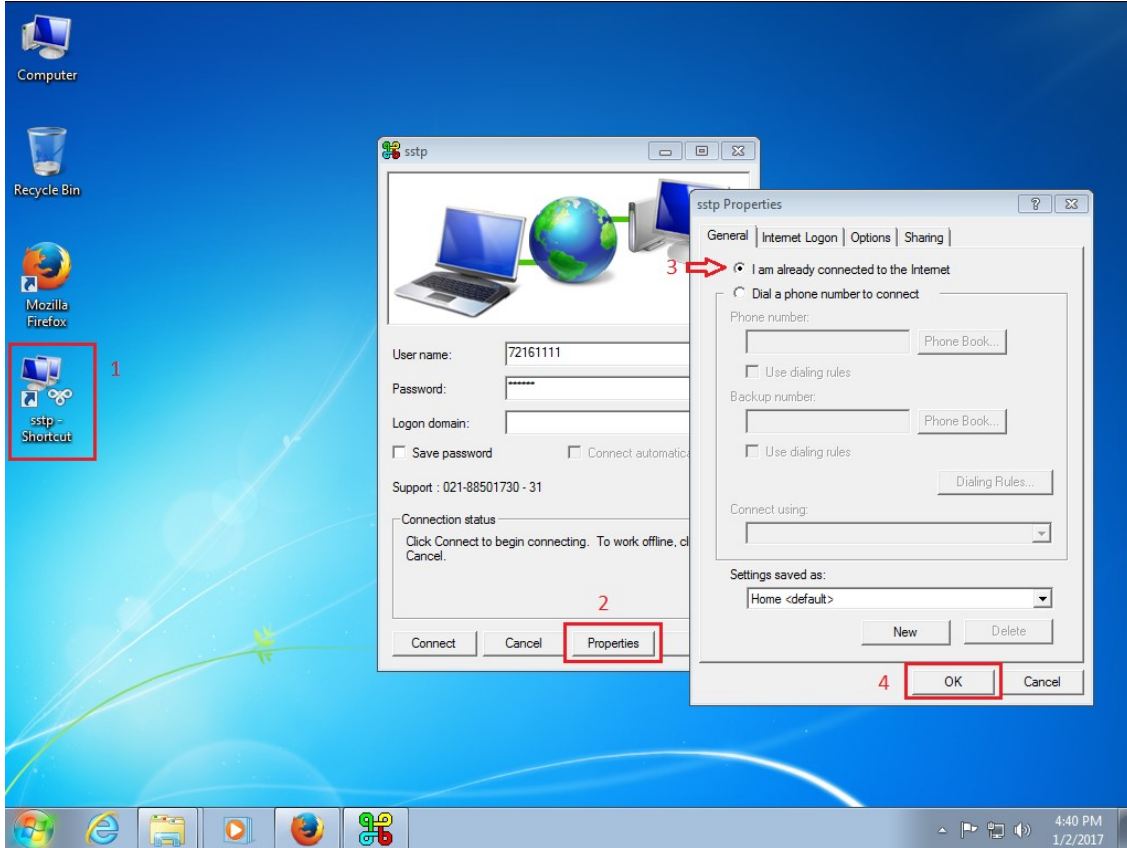 Computer
Recycle Bin
Mozilla
Firefox
1
sstp -
Shortcut
sstp
User name:
72161111
Password:
******
Logon domain:
Save password
Connect automatica
Support : 021-88501730 - 31
Connection status
Click Connect to begin connecting. To work offline, cl
Cancel.
2
Connect
Cancel
Properties
sstp Properties
General
Internet Logon
Options
Sharing
3
I am already connected to the Internet
Dial a phone number to connect
Phone number:
Phone Book...
Use dialing rules
Backup number:
Phone Book...
Use dialing rules
Dialing Rules...
Connect using:
Settings saved as:
Home <default>
New
Delete
4
OK
Cancel
4:40 PM
1/2/2017